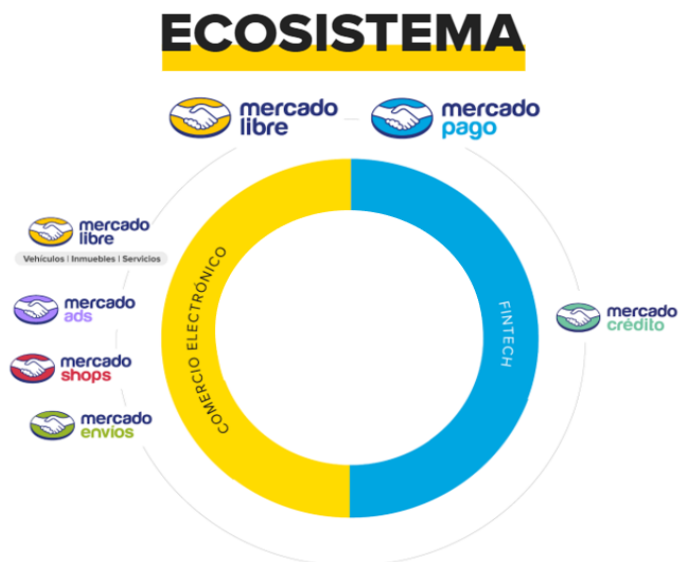 ECOSISTEMA
mercado
libre
mercado
pago
mercado
libre
Vehículos | Inmuebles | Servicios
mercado
ads
mercado
shops
mercado
envios
COMERCIO ELECTRÓNICO
FINTECH
mercado
crédito